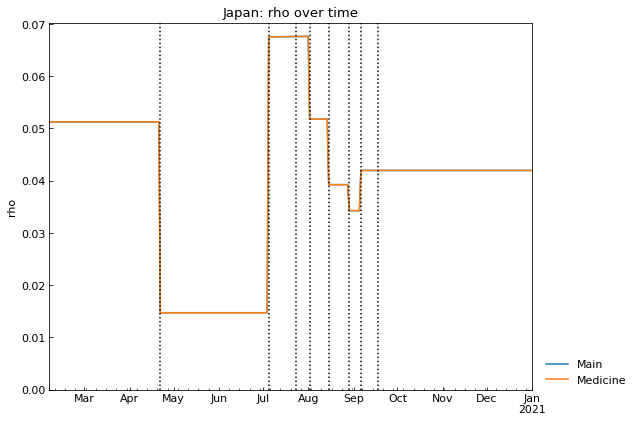 Japan: rho over time
0.07
0.06
0.05
0.04
0.03
0.02
0.01
0.00
rho
Mar Apr May Jun Jul Aug Sep Oct Nov Dec Jan
2021
Main
Medicine